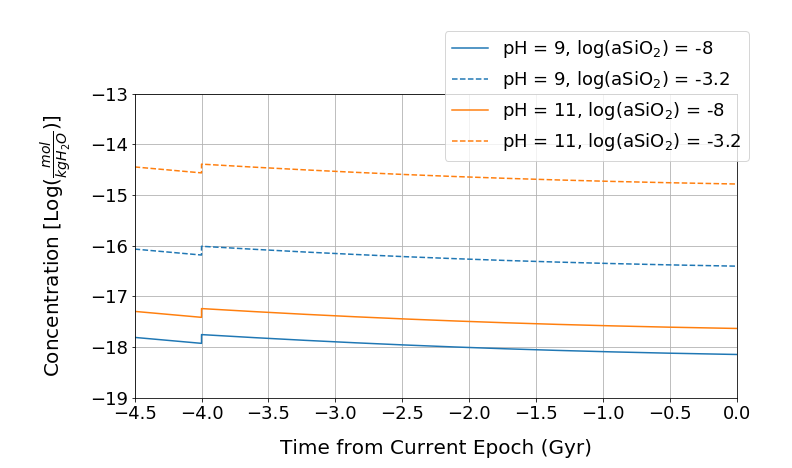 pH = 9, log(aSiO₂) = -8
pH = 9, log(aSiO₂) = -3.2
pH = 11, log(aSiO₂) = -8
pH = 11, log(aSiO₂) = -3.2
Concentration [Log(mol/kgH₂O)]
−13
−14
−15
−16
−17
−18
−19
−4.5 −4.0 −3.5 −3.0 −2.5 −2.0 −1.5 −1.0 −0.5 0.0
Time from Current Epoch (Gyr)